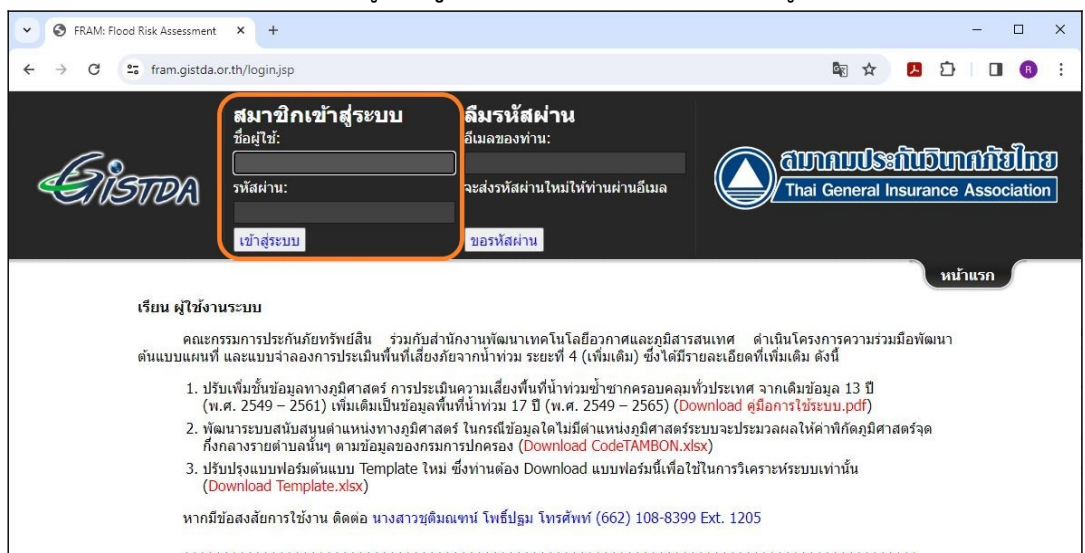 FRAM: Flood Risk Assessment
fram.gistda.or.th/login.jsp
R
GISTDA
สมาชิกเข้าสู่ระบบ
ชื่อผู้ใช้:
รหัสผ่าน:
เข้าสู่ระบบ
ลืมรหัสผ่าน
อีเมลของท่าน:
จะส่งรหัสผ่านใหม่ให้ท่านผ่านอีเมล
ขอรหัสผ่าน
สมาคมประกันวินาศภัยไทย
Thai General Insurance Association
หน้าแรก
เรียน ผู้ใช้งานระบบ
คณะกรรมการประกันภัยทรัพย์สิน ร่วมกับสำนักงานพัฒนาเทคโนโลยีอวกาศและภูมิสารสนเทศ ดำเนินโครงการความร่วมมือพัฒนา
ต้นแบบแผนที่ และแบบจำลองการประเมินพื้นที่เสี่ยงภัยจากน้ำท่วม ระยะที่ 4 (เพิ่มเติม) ซึ่งได้มีรายละเอียดที่เพิ่มเติม ดังนี้
1. ปรับเพิ่มชั้นข้อมูลทางภูมิศาสตร์ การประเมินความเสี่ยงพื้นที่น้ำท่วมซ้ำซากครอบคลุมทั่วประเทศ จากเดิมข้อมูล 13 ปี
(พ.ศ. 2549 – 2561) เพิ่มเติมเป็นข้อมูลพื้นที่น้ำท่วม 17 ปี (พ.ศ. 2549 – 2565) (Download คู่มือการใช้ระบบ.pdf)
2. พัฒนาระบบสนับสนุนตำแหน่งทางภูมิศาสตร์ ในกรณีข้อมูลใดไม่มีตำแหน่งภูมิศาสตร์ระบบจะประมวลผลให้ค่าพิกัดภูมิศาสตร์จุด
กึ่งกลางรายตำบลนั้นๆ ตามข้อมูลของกรมการปกครอง (Download CodeTAMBON.xlsx)
3. ปรับปรุงแบบฟอร์มต้นแบบ Template ใหม่ ซึ่งท่านต้อง Download แบบฟอร์มนี้เพื่อใช้ในการวิเคราะห์ระบบเท่านั้น
(Download Template.xlsx)
หากมีข้อสงสัยการใช้งาน ติดต่อ นางสาวชุติมณฑน์ โพธิ์ปฐม โทรศัพท์ (662) 108-8399 Ext. 1205